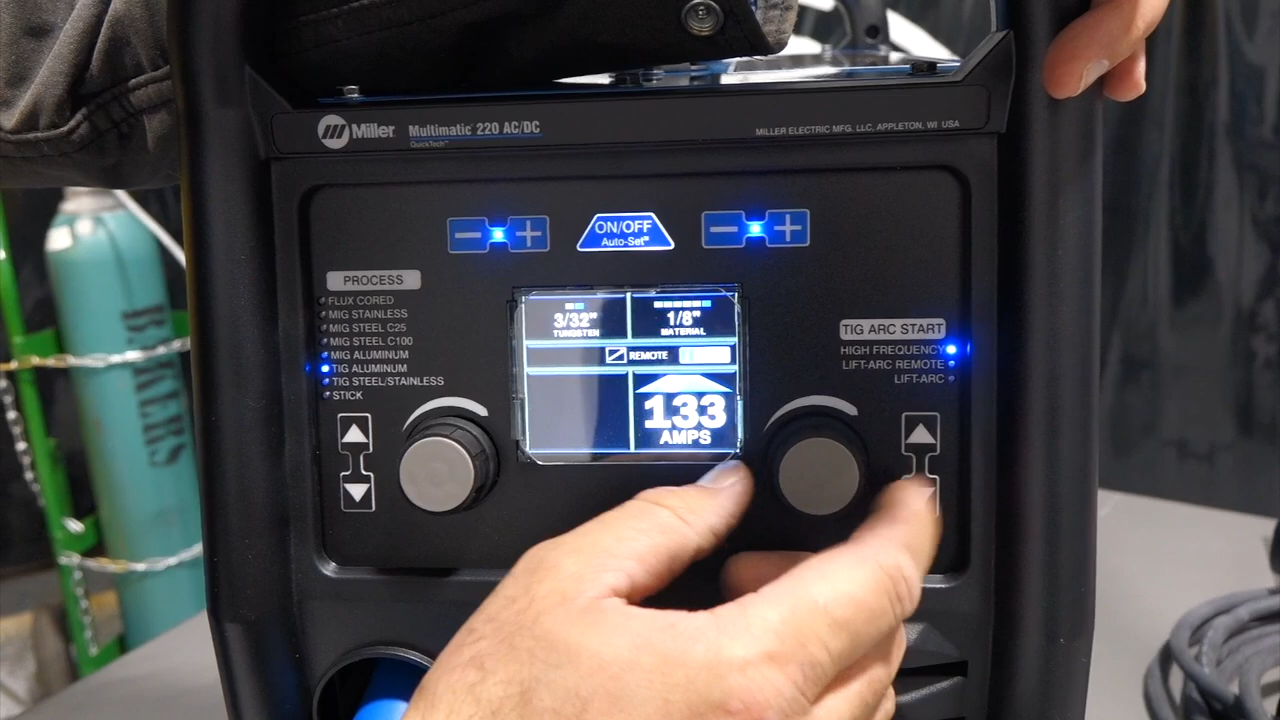 Miller Multimatic® 220 AC/DC
QuickTech™
MILLER ELECTRIC MFG. LLC, APPLETON, WI USA
− +
ON/OFF
Auto-Set™
− +
PROCESS
FLUX CORED
MIG STAINLESS
MIG STEEL C25
MIG STEEL C100
MIG ALUMINUM
TIG ALUMINUM
TIG STEEL/STAINLESS
STICK
3/32"
TUNGSTEN
1/8"
MATERIAL
REMOTE
133
AMPS
TIG ARC START
HIGH FREQUENCY
LIFT-ARC REMOTE
LIFT-ARC
BAKERS